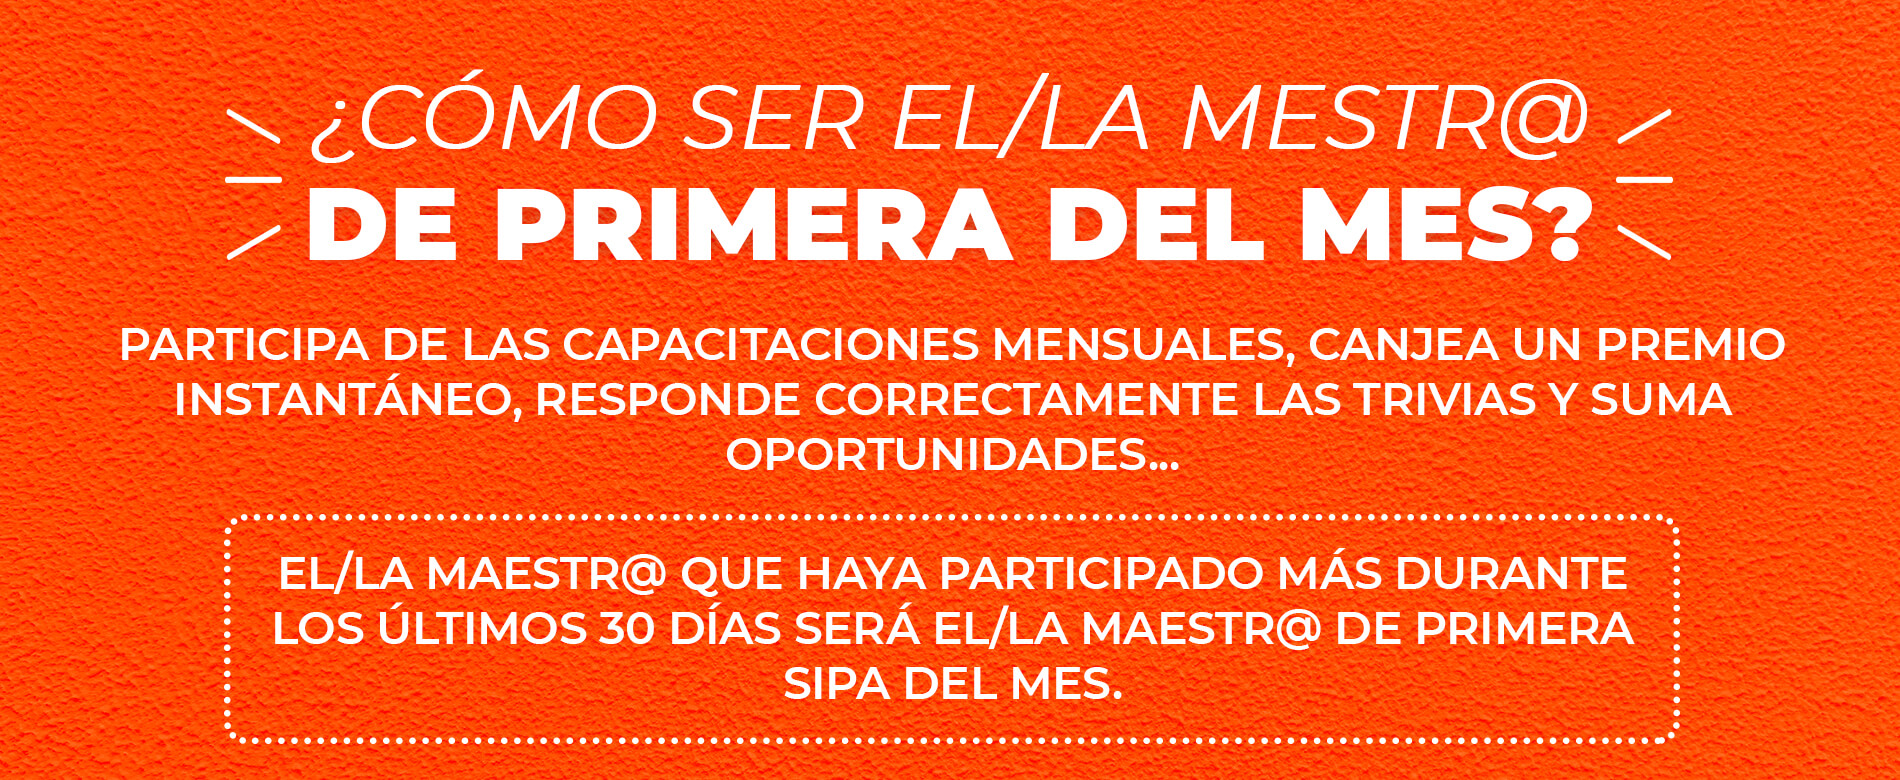 ¿CÓMO SER EL/LA MESTR@
DE PRIMERA DEL MES?
PARTICIPA DE LAS CAPACITACIONES MENSUALES, CANJEA UN PREMIO
INSTANTÁNEO, RESPONDE CORRECTAMENTE LAS TRIVIAS Y SUMA
OPORTUNIDADES...
EL/LA MAESTR@ QUE HAYA PARTICIPADO MÁS DURANTE
LOS ÚLTIMOS 30 DÍAS SERÁ EL/LA MAESTR@ DE PRIMERA
SIPA DEL MES.